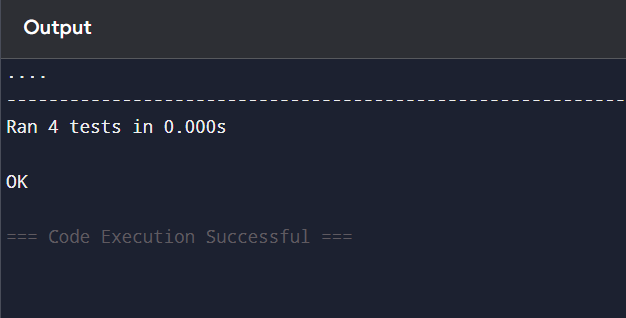 Output
....
------------------------------------------------------------
Ran 4 tests in 0.000s
OK
=== Code Execution Successful ===